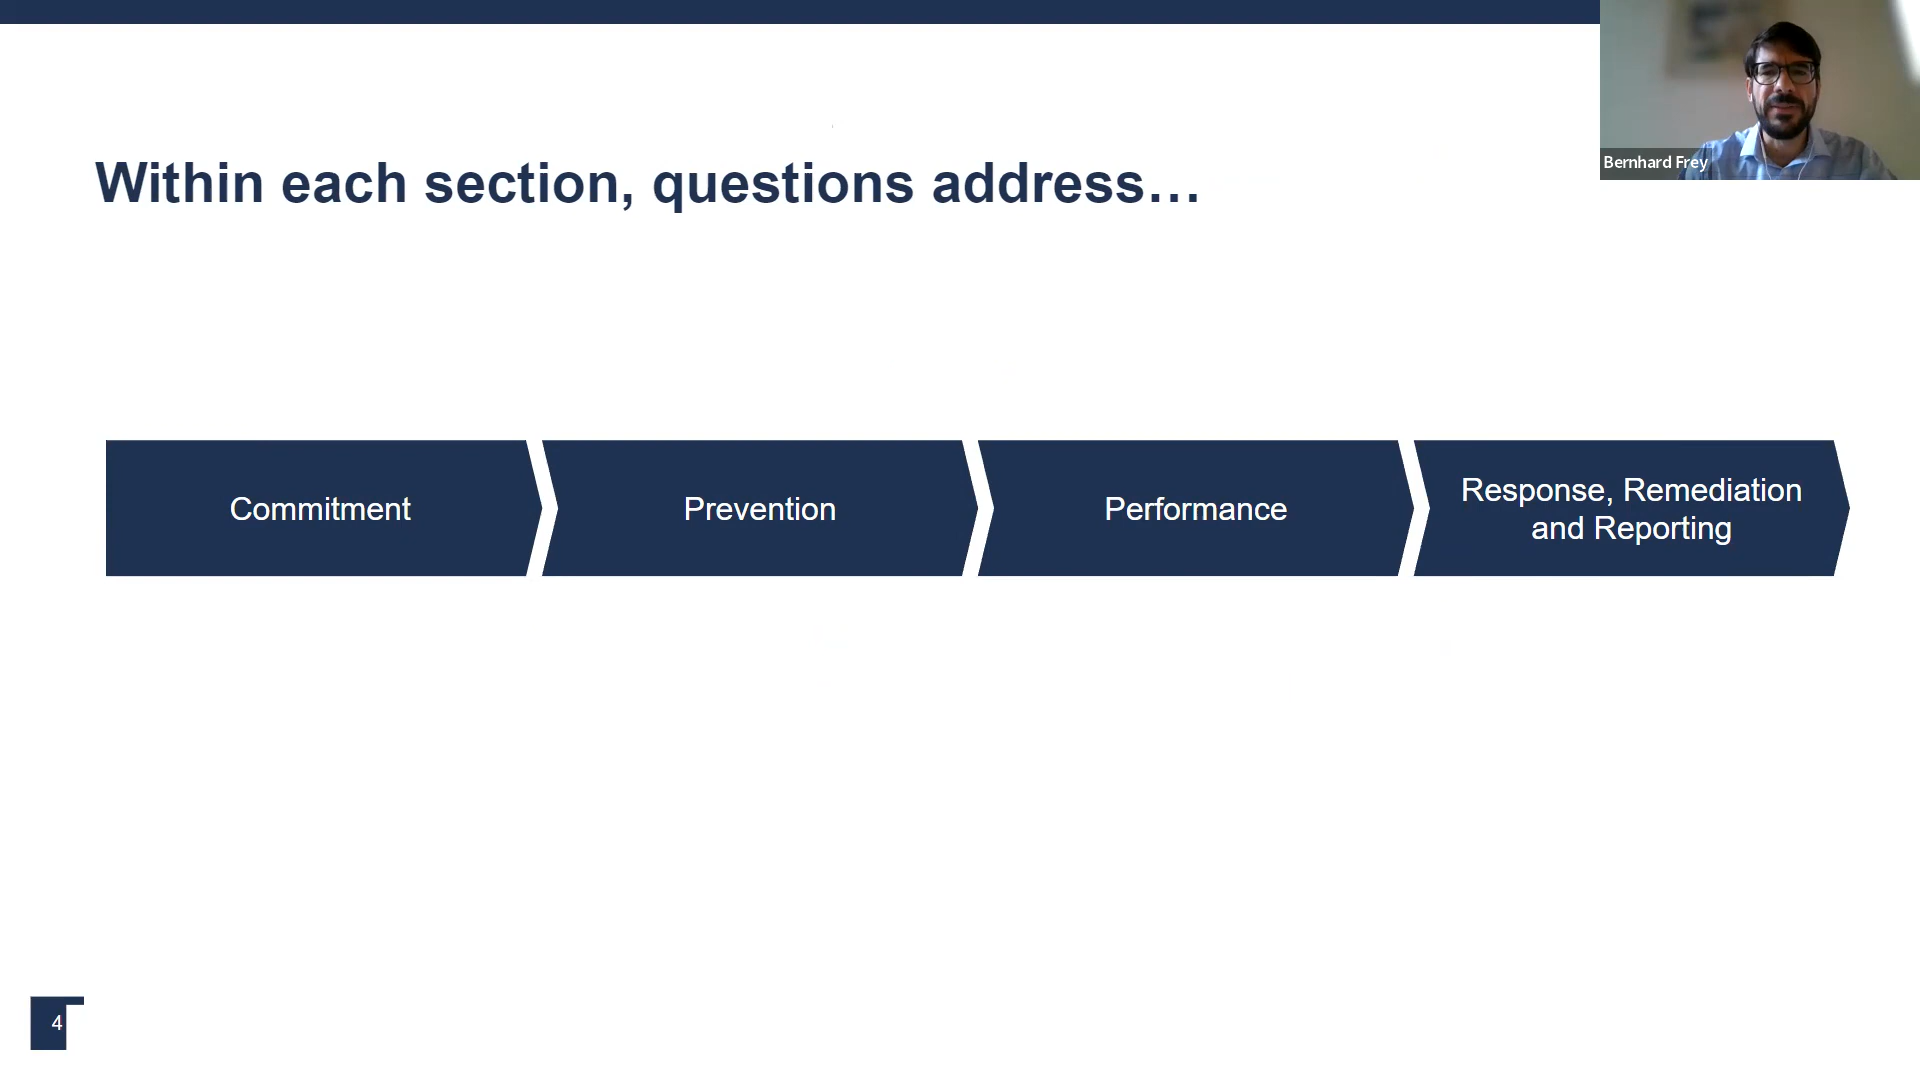 Bernhard Frey
Within each section, questions address…
Commitment
Prevention
Performance
Response, Remediation
and Reporting
4